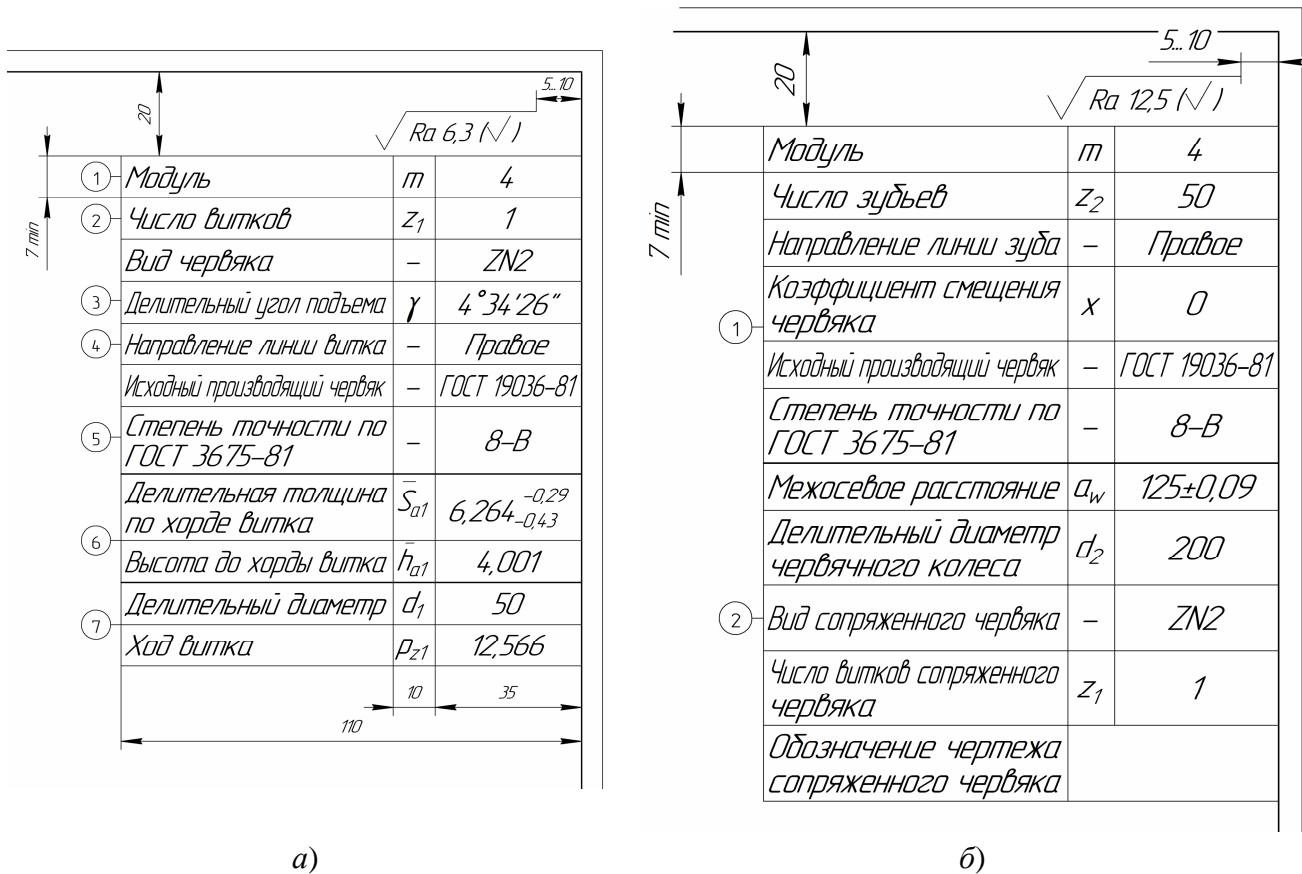 5...10
20
Ra 6,3 (√)
7 min
1 Модуль m 4
2 Число витков z1 1
Вид червяка – ZN2
3 Делительный угол подъема γ 4°34'26"
4 Направление линии витка – Правое
Исходный производящий червяк – ГОСТ 19036–81
5 Степень точности по
ГОСТ 3675–81 – 8–В
6
Делительная толщина
по хорде витка S̅a1 6,264 –0,29 –0,43
Высота до хорды витка h̅a1 4,001
7
Делительный диаметр d1 50
Ход витка pz1 12,566
10 35
110
а)
5...10
20
Ra 12,5 (√)
7 min
Модуль m 4
Число зубьев z2 50
Направление линии зуба – Правое
1
Коэффициент смещения
червяка x 0
Исходный производящий червяк – ГОСТ 19036–81
Степень точности по
ГОСТ 3675–81 – 8–В
Межосевое расстояние aw 125±0,09
Делительный диаметр
червячного колеса d2 200
2 Вид сопряженного червяка – ZN2
Число витков сопряженного
червяка z1 1
Обозначение чертежа
сопряженного червяка
б)